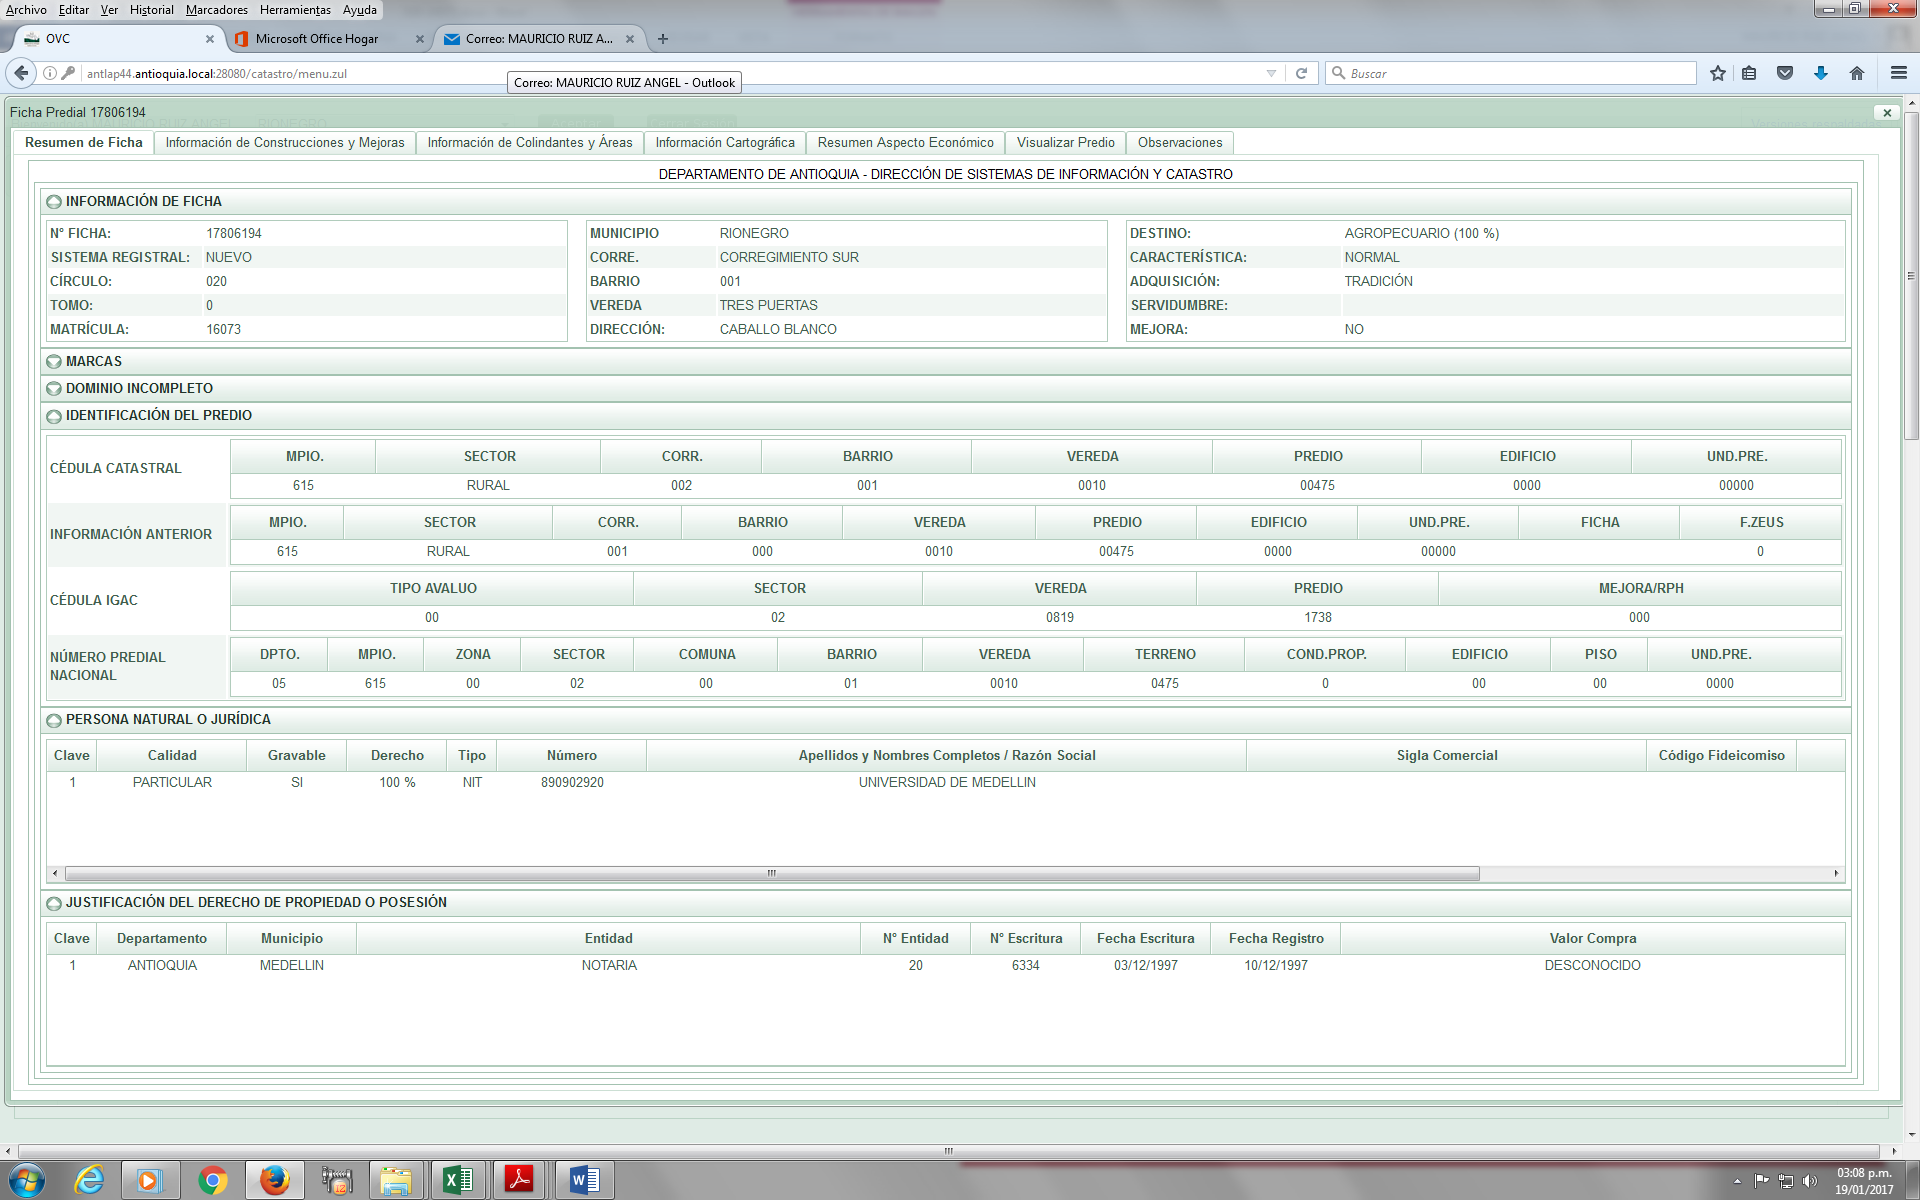 Archivo Editar Ver Historial Marcadores Herramientas Ayuda
OVC Microsoft Office Hogar Correo: MAURICIO RUIZ A...
antlap44.antioquia.local:28080/catastro/menu.zul Buscar
Correo: MAURICIO RUIZ ANGEL - Outlook
Ficha Predial 17806194
Resumen de Ficha Información de Construcciones y Mejoras Información de Colindantes y Áreas Información Cartográfica Resumen Aspecto Económico Visualizar Predio Observaciones
DEPARTAMENTO DE ANTIOQUIA - DIRECCIÓN DE SISTEMAS DE INFORMACIÓN Y CATASTRO
INFORMACIÓN DE FICHA
N° FICHA: 17806194 MUNICIPIO RIONEGRO DESTINO: AGROPECUARIO (100 %)
SISTEMA REGISTRAL: NUEVO CORRE. CORREGIMIENTO SUR CARACTERÍSTICA: NORMAL
CÍRCULO: 020 BARRIO 001 ADQUISICIÓN: TRADICIÓN
TOMO: 0 VEREDA TRES PUERTAS SERVIDUMBRE:
MATRÍCULA: 16073 DIRECCIÓN: CABALLO BLANCO MEJORA: NO
MARCAS
DOMINIO INCOMPLETO
IDENTIFICACIÓN DEL PREDIO
CÉDULA CATASTRAL
MPIO. SECTOR CORR. BARRIO VEREDA PREDIO EDIFICIO UND.PRE.
615 RURAL 002 001 0010 00475 0000 00000
INFORMACIÓN ANTERIOR
MPIO. SECTOR CORR. BARRIO VEREDA PREDIO EDIFICIO UND.PRE. FICHA F.ZEUS
615 RURAL 001 000 0010 00475 0000 00000 0
CÉDULA IGAC
TIPO AVALUO SECTOR VEREDA PREDIO MEJORA/RPH
00 02 0819 1738 000
NÚMERO PREDIAL NACIONAL
DPTO. MPIO. ZONA SECTOR COMUNA BARRIO VEREDA TERRENO COND.PROP. EDIFICIO PISO UND.PRE.
05 615 00 02 00 01 0010 0475 0 00 00 0000
PERSONA NATURAL O JURÍDICA
Clave Calidad Gravable Derecho Tipo Número Apellidos y Nombres Completos / Razón Social Sigla Comercial Código Fideicomiso
1 PARTICULAR SI 100 % NIT 890902920 UNIVERSIDAD DE MEDELLIN
JUSTIFICACIÓN DEL DERECHO DE PROPIEDAD O POSESIÓN
Clave Departamento Municipio Entidad N° Entidad N° Escritura Fecha Escritura Fecha Registro Valor Compra
1 ANTIOQUIA MEDELLIN NOTARIA 20 6334 03/12/1997 10/12/1997 DESCONOCIDO
03:08 p.m.
19/01/2017